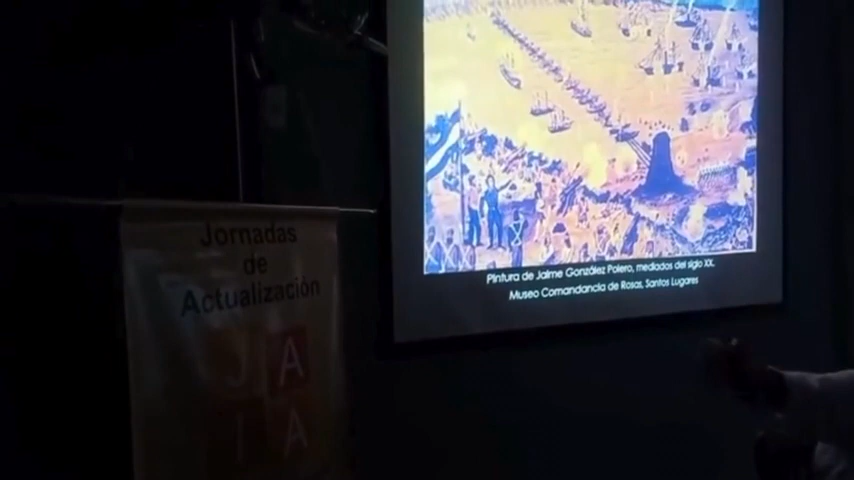 Jornadas
de
Actualización
J A
I A
Pintura de Jaime González Polero, mediados del siglo XX.
Museo Comandancia de Rosas, Santos Lugares